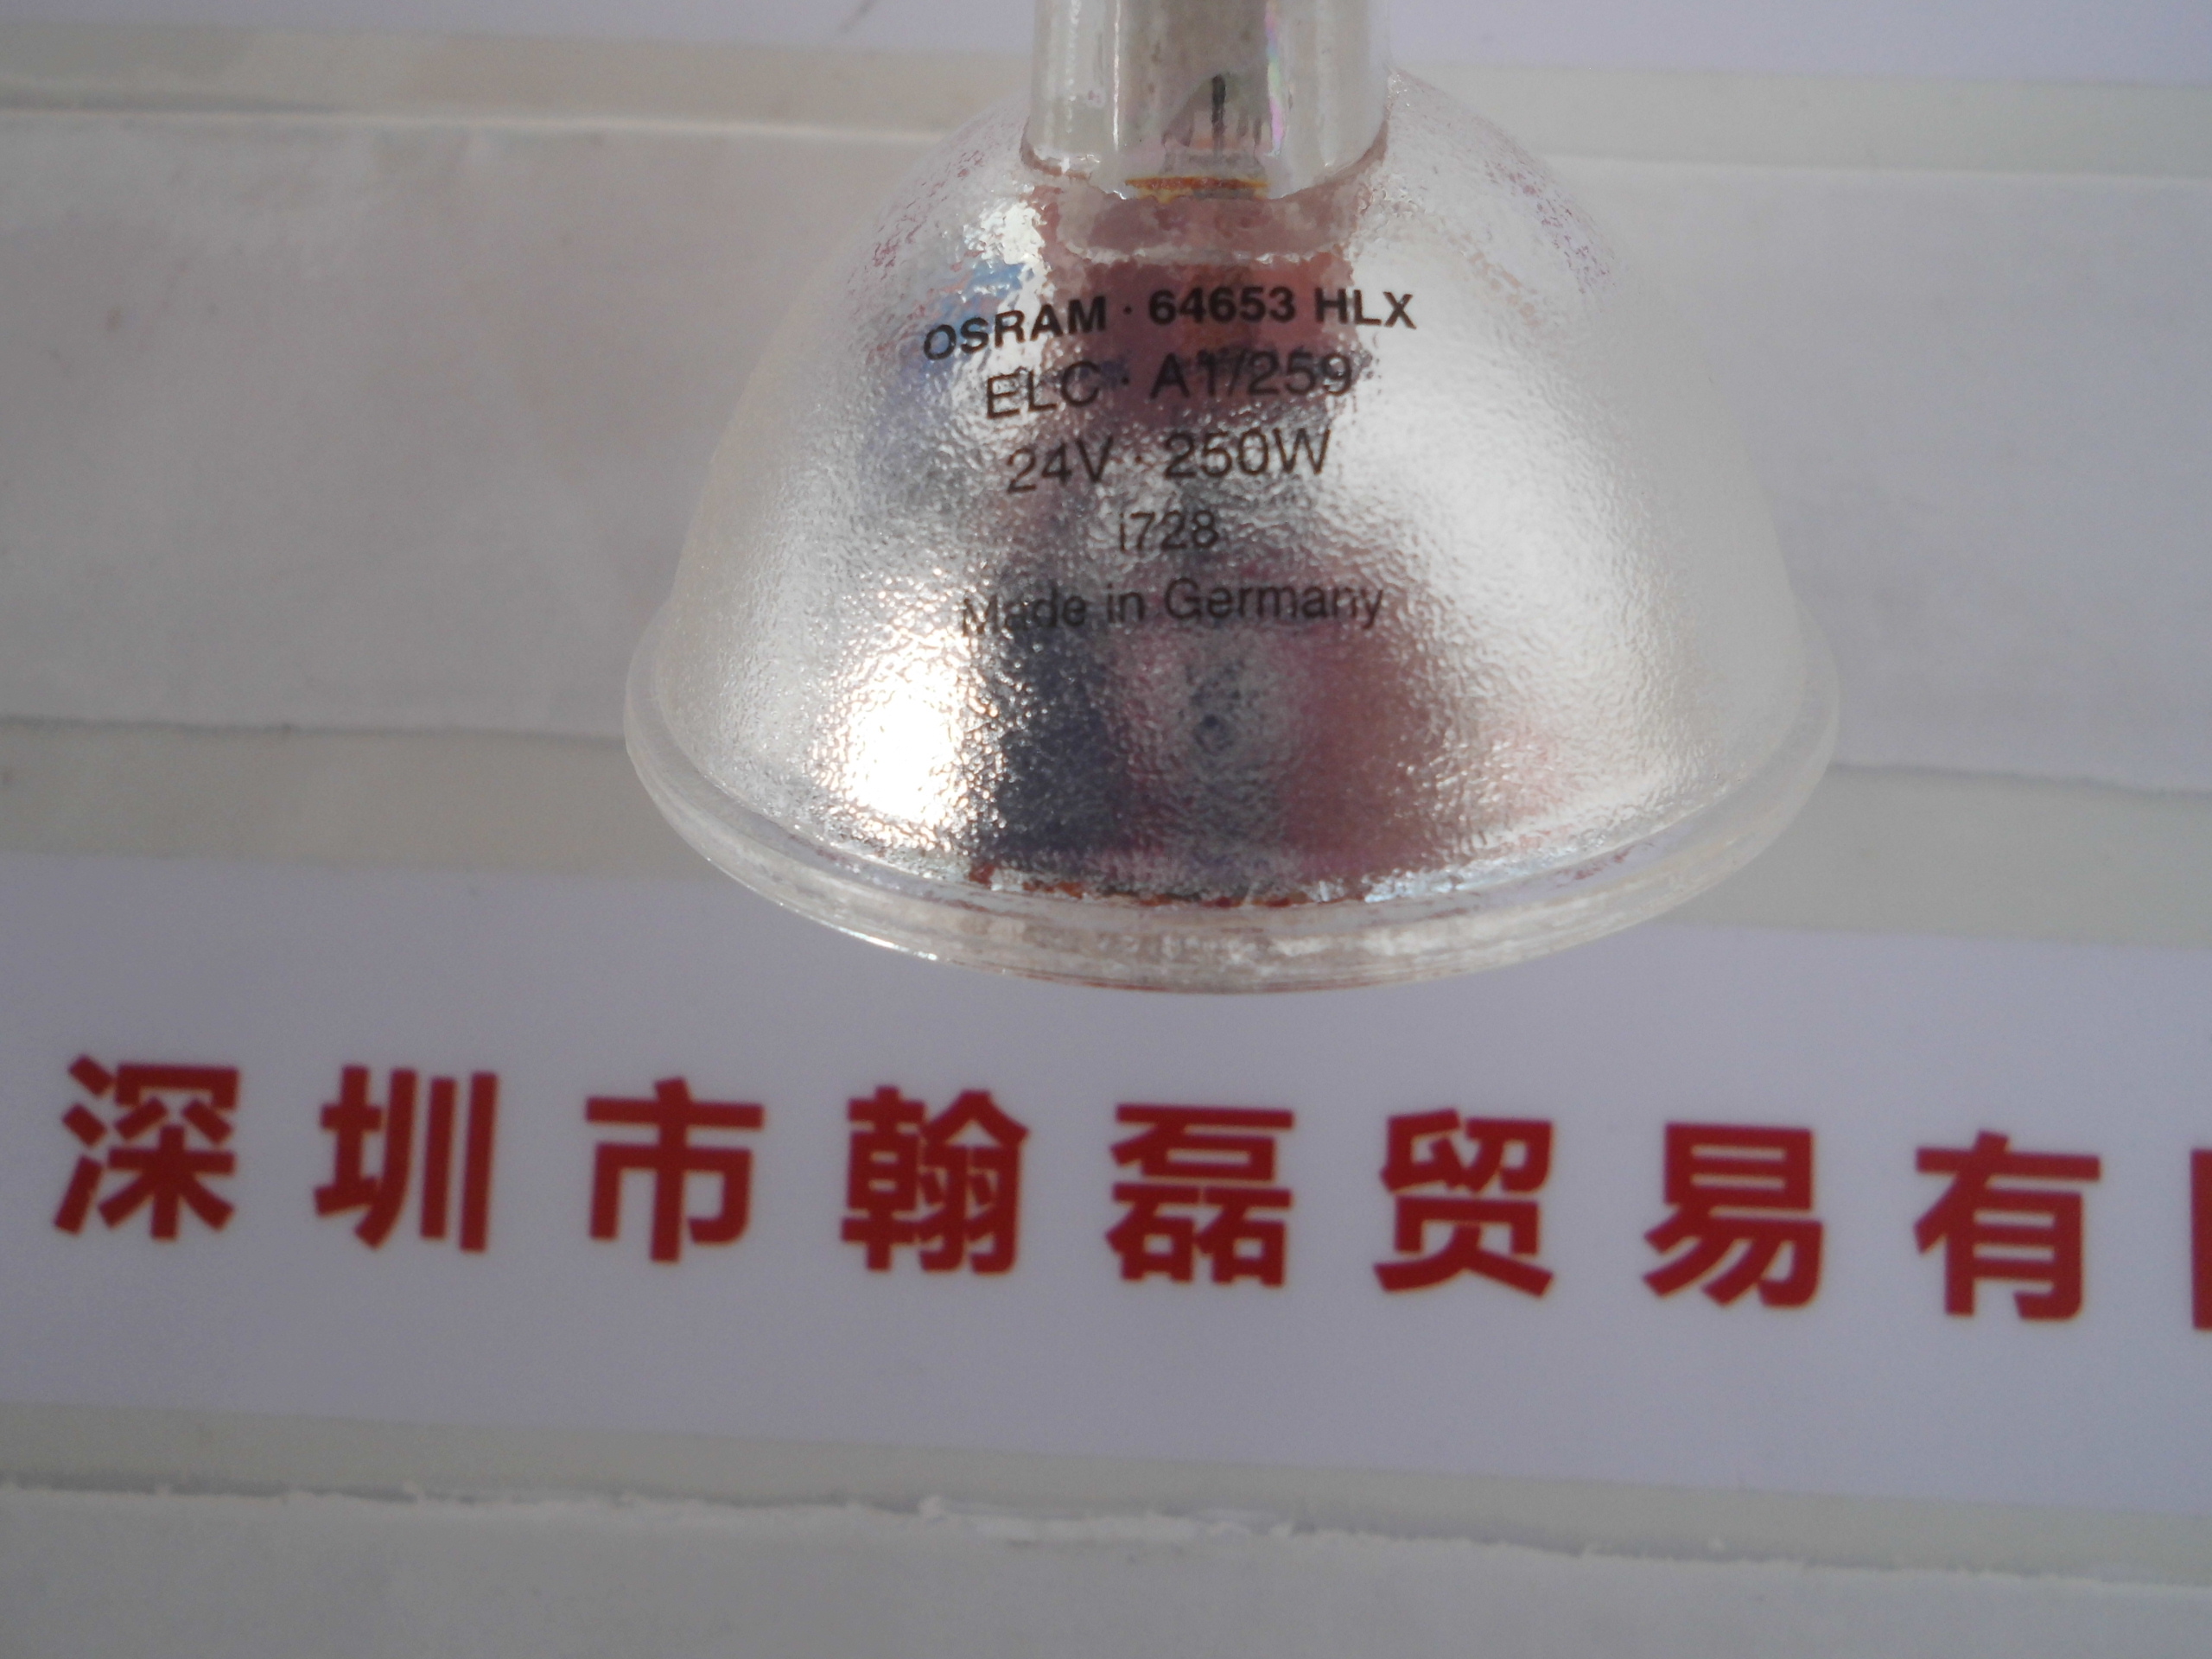 OSRAM · 64653 HLX
ELC · A1/259
24V · 250W
i728
Made in Germany
深圳市翰磊贸易有